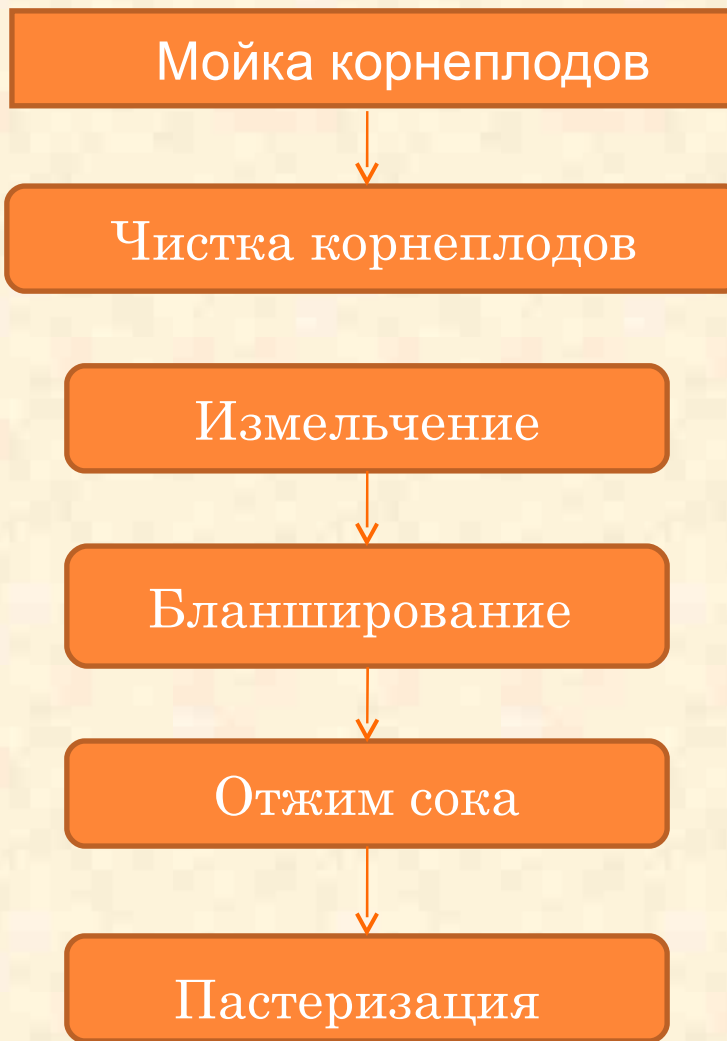 Мойка корнеплодов
Чистка корнеплодов
Измельчение
Бланширование
Отжим сока
Пастеризация